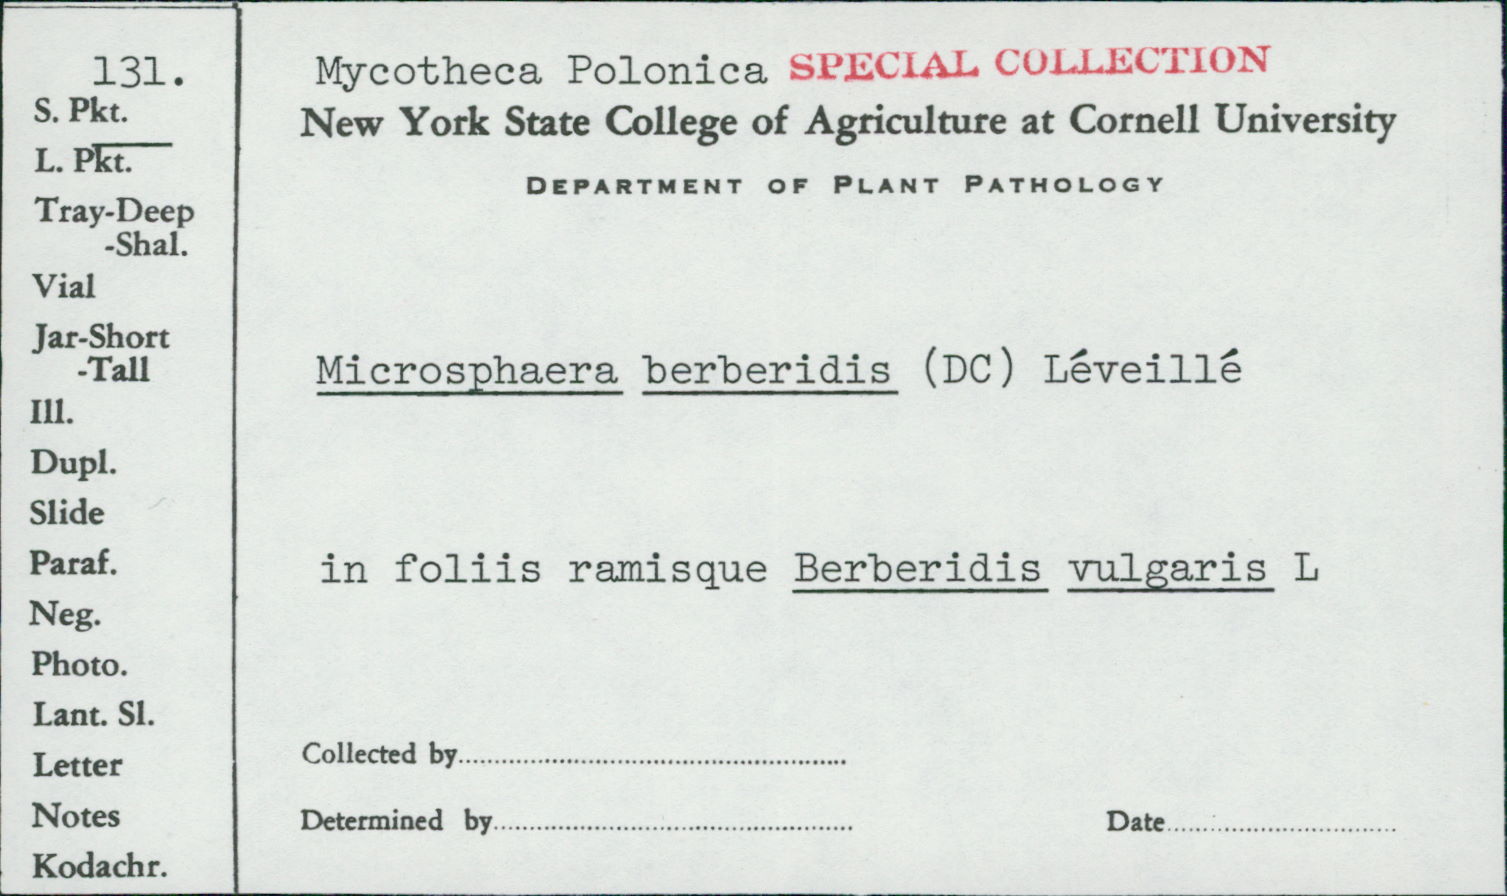 131.
S. Pkt.
L. Pkt.
Tray-Deep
-Shal.
Vial
Jar-Short
-Tall
Ill.
Dupl.
Slide
Paraf.
Neg.
Photo.
Lant. Sl.
Letter
Notes
Kodachr.
Mycotheca Polonica SPECIAL COLLECTION
New York State College of Agriculture at Cornell University
DEPARTMENT OF PLANT PATHOLOGY
Microsphaera berberidis (DC) Léveillé
in foliis ramisque Berberidis vulgaris L
Collected by
Determined by
Date